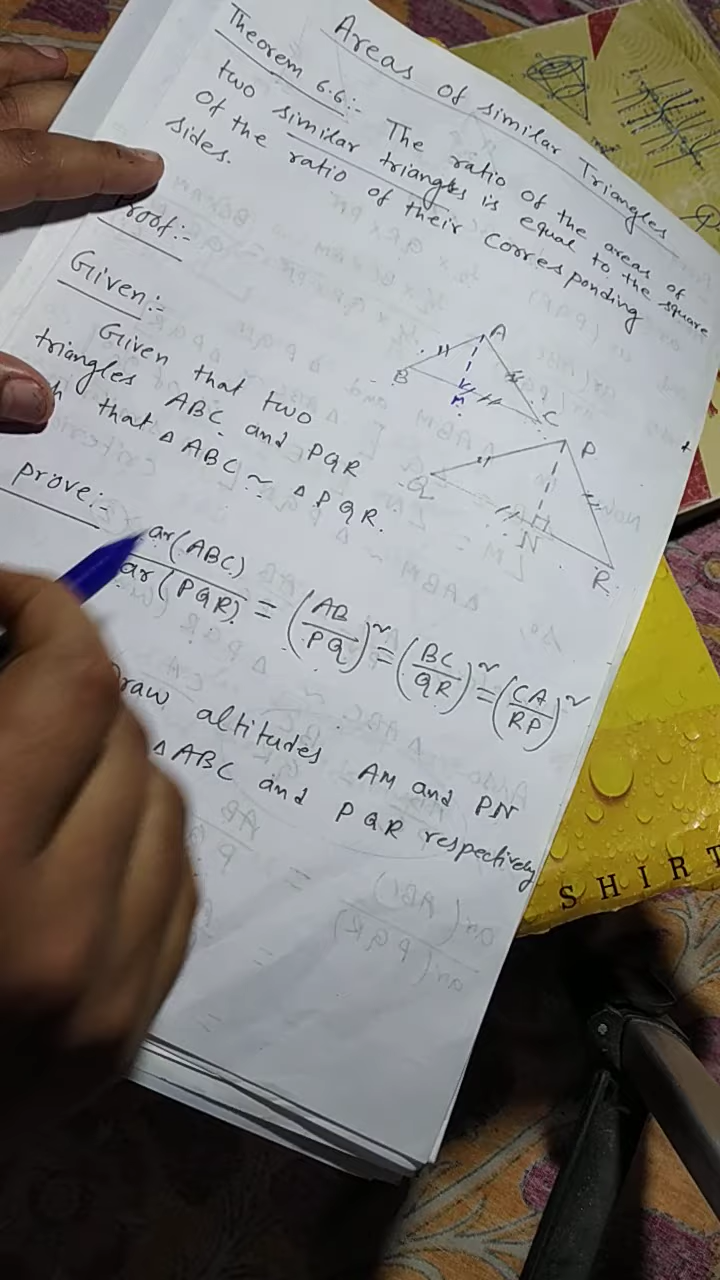 Areas of similar Triangles
Theorem 6.6:- The ratio of the areas of
two similar triangles is equal to the square
of the ratio of their corresponding
sides.
Proof:-
Given:-
Given that two
triangles ABC and PQR
h that △ABC ~ △PQR.
prove:-
ar(ABC)
ar(PQR) = (AB/PQ)² = (BC/QR)² = (CA/RP)²
Draw altitudes AM and PN
△ABC and PQR respectively
A
B
M
C
P
Q
N
R
SHIRT